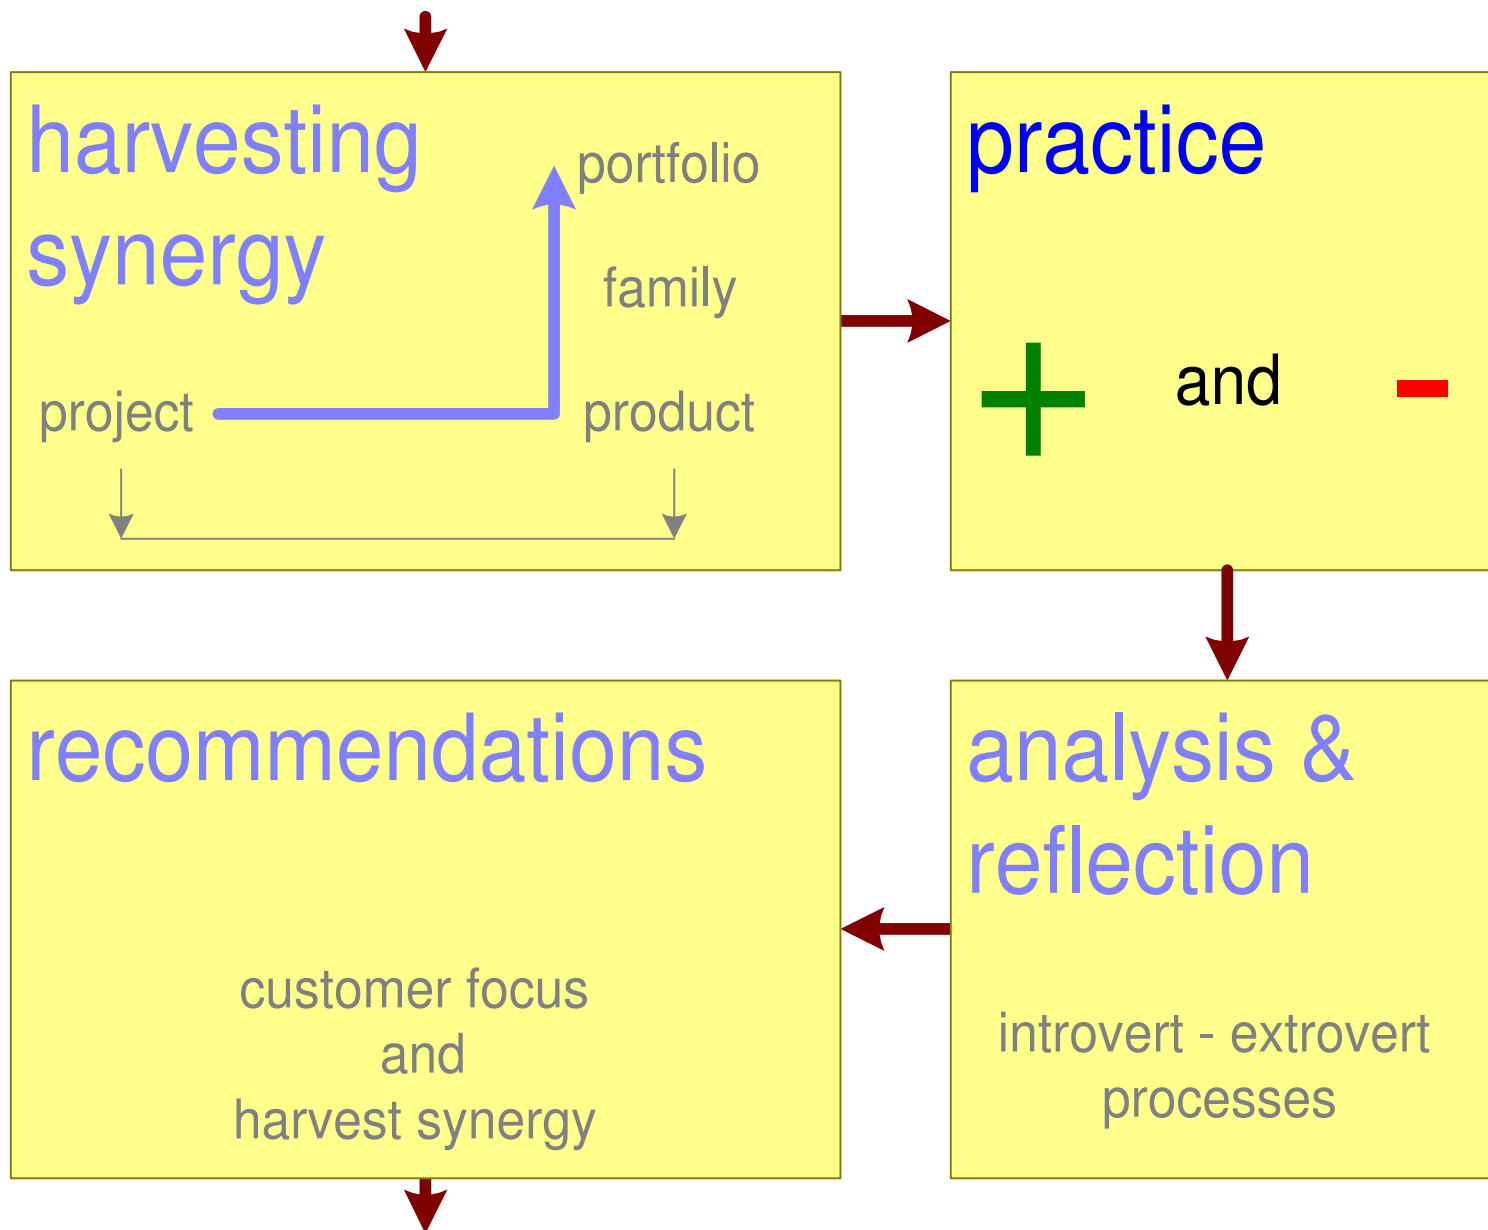 harvesting
synergy
portfolio
family
project
product
practice
+ and -
recommendations
customer focus
and
harvest synergy
analysis &
reflection
introvert - extrovert
processes